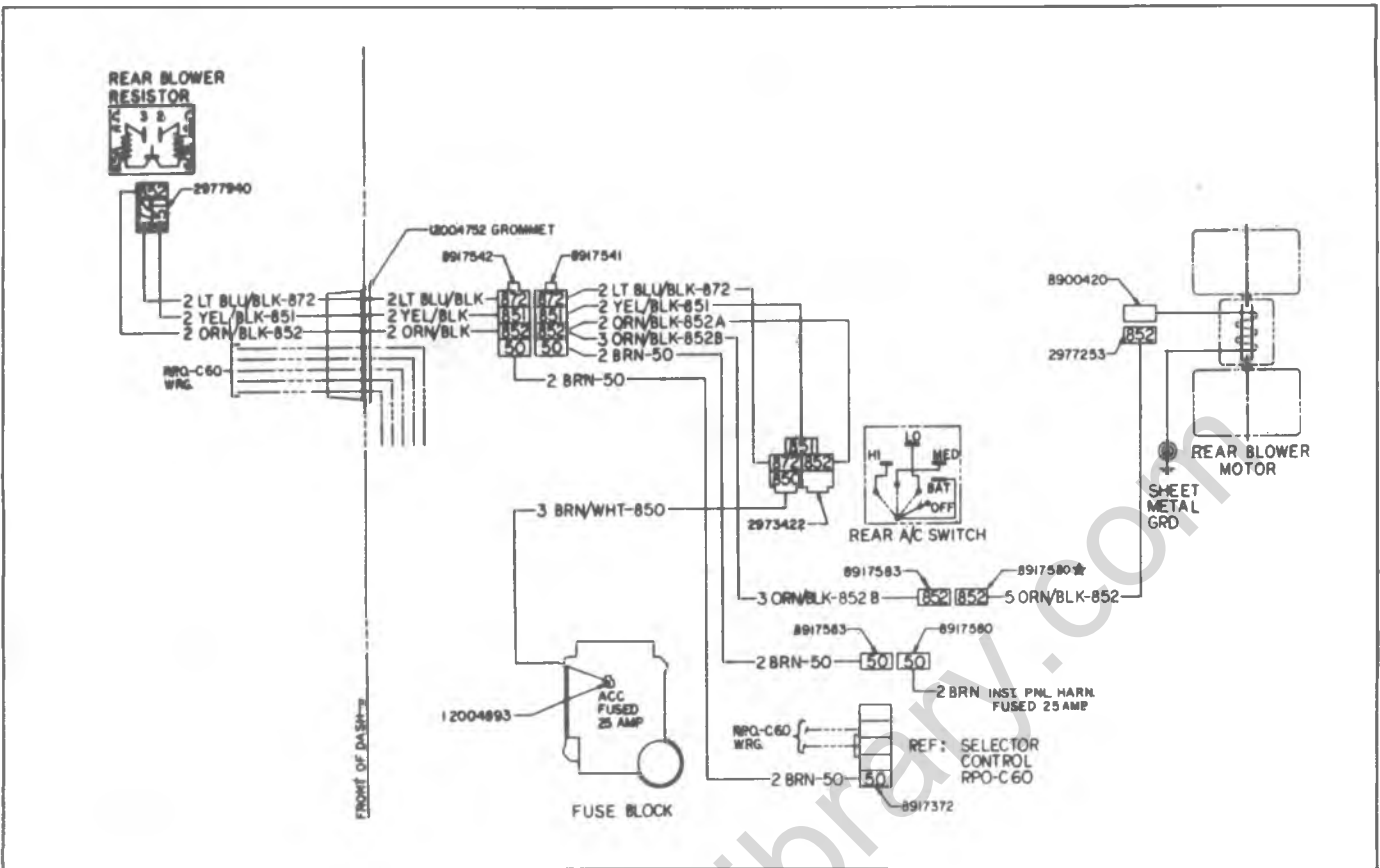 REAR BLOWER
RESISTOR
3 2
852
2977940
12004752 GROMMET
8917542
8917541
2 LT BLU/BLK-872
2 YEL/BLK-851
2 ORN/BLK-852
2 LT BLU/BLK
2 YEL/BLK
2 ORN/BLK
872 872
851 851
852 852
50 50
2 LT BLU/BLK-872
2 YEL/BLK-851
2 ORN/BLK-852A
3 ORN/BLK-852B
2 BRN-50
2 BRN-50
RPO-C60
WRG.
8900420
852
2977253
REAR BLOWER
MOTOR
SHEET
METAL
GRD
851
872 852
850
2973422
LO
HI
MED
BAT
OFF
REAR A/C SWITCH
3 BRN/WHT-850
8917583
8917580★
3 ORN/BLK-852 B
852 852
5 ORN/BLK-852
8917583
8917580
2 BRN-50
50 50
2 BRN INST. PNL HARN.
FUSED 25 AMP
ACC
FUSED
25 AMP
12004893
FUSE BLOCK
RPO-C60
WRG.
REF: SELECTOR
CONTROL
RPO-C60
2 BRN-50
50
8917372
FRONT OF DASH
library.com